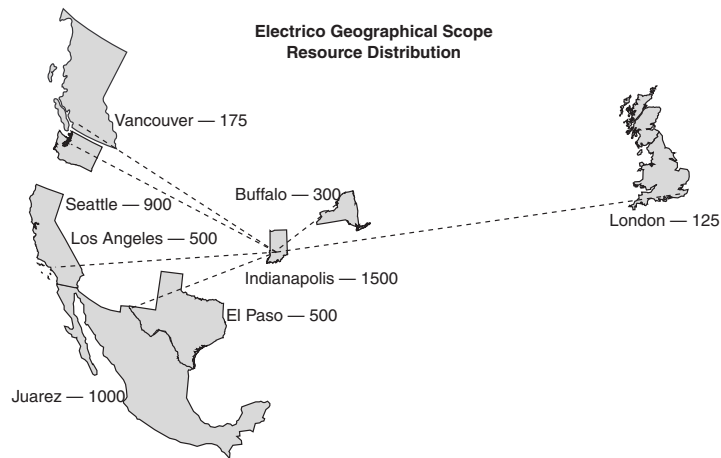 Electrico Geographical Scope
Resource Distribution
Vancouver — 175
Buffalo — 300
Seattle — 900
London — 125
Los Angeles — 500
Indianapolis — 1500
El Paso — 500
Juarez — 1000